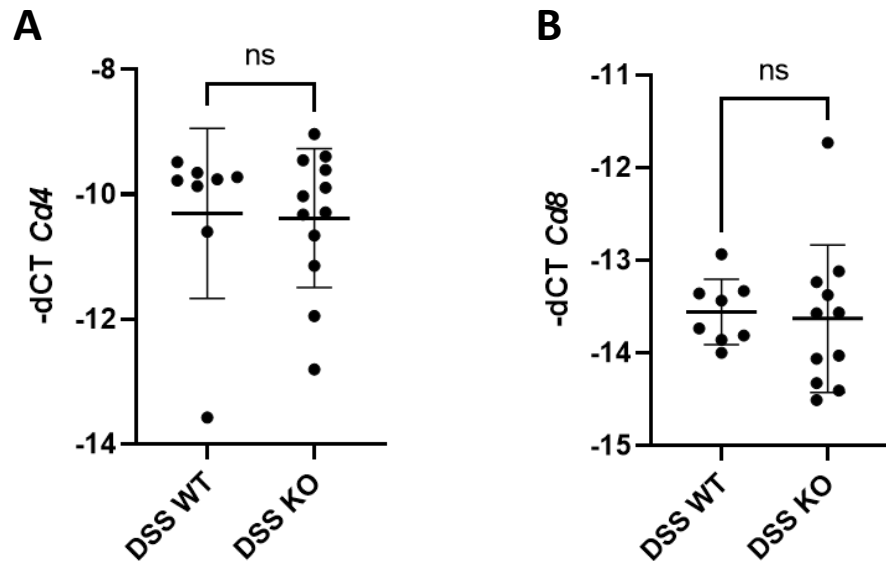 A
-dCT Cd4
-8
-10
-12
-14
ns
DSS WT
DSS KO
B
-dCT Cd8
-11
-12
-13
-14
-15
ns
DSS WT
DSS KO